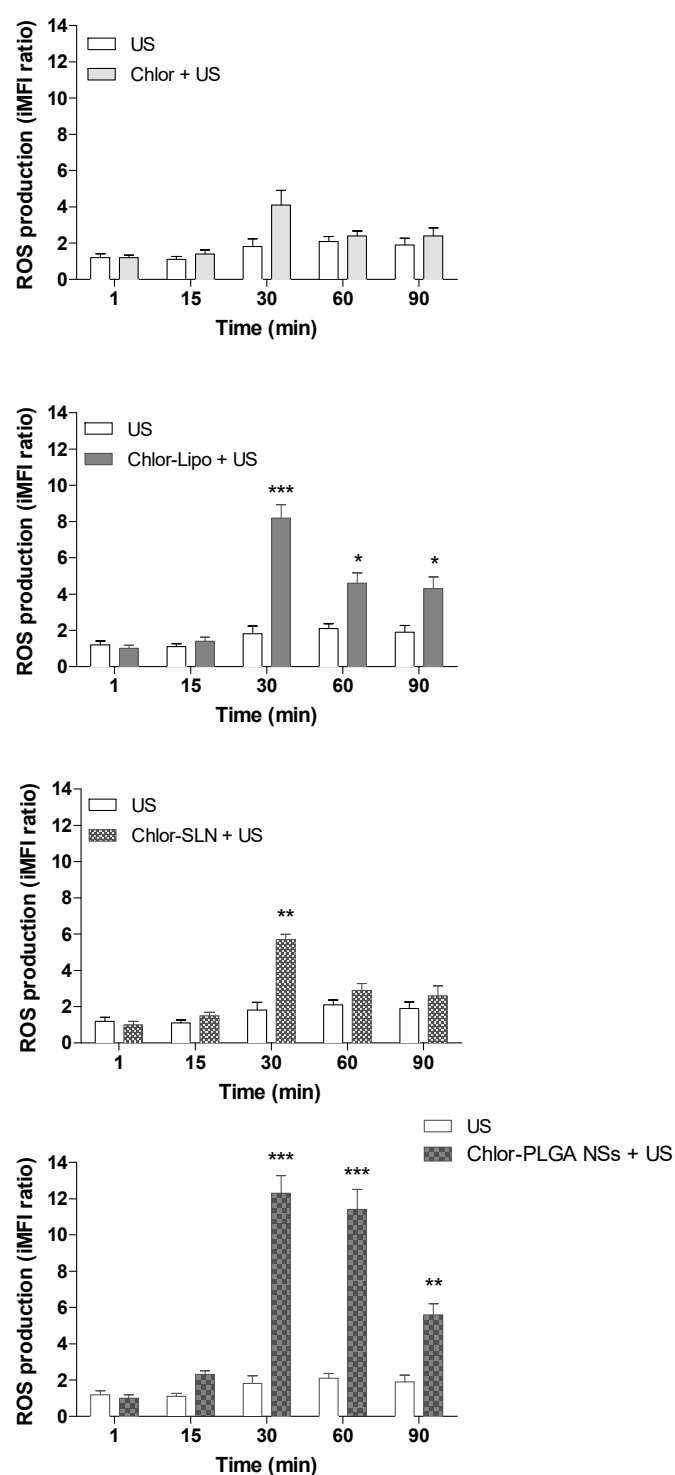 US
Chlor + US
ROS production (iMFI ratio)
14
12
10
8
6
4
2
0
1 15 30 60 90
Time (min)
US
Chlor-Lipo + US
ROS production (iMFI ratio)
14
12
10
8
6
4
2
0
***
*
*
1 15 30 60 90
Time (min)
US
Chlor-SLN + US
ROS production (iMFI ratio)
14
12
10
8
6
4
2
0
**
1 15 30 60 90
Time (min)
US
Chlor-PLGA NSs + US
ROS production (iMFI ratio)
14
12
10
8
6
4
2
0
***
***
**
1 15 30 60 90
Time (min)